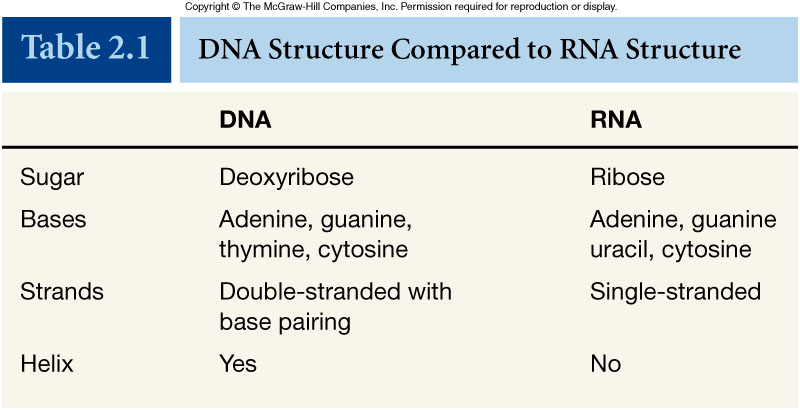 Copyright © The McGraw-Hill Companies, Inc. Permission required for reproduction or display.
Table 2.1 DNA Structure Compared to RNA Structure
DNA RNA
Sugar Deoxyribose Ribose
Bases Adenine, guanine, Adenine, guanine
thymine, cytosine uracil, cytosine
Strands Double-stranded with Single-stranded
base pairing
Helix Yes No